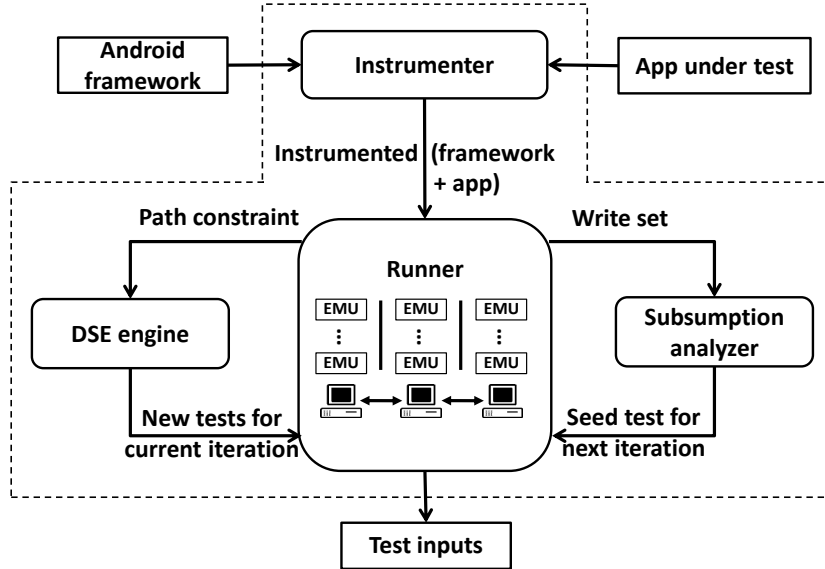 Android
framework
Instrumenter
App under test
Instrumented (framework
+ app)
Path constraint
Write set
Runner
EMU EMU EMU
EMU EMU EMU
DSE engine
Subsumption
analyzer
New tests for
current iteration
Seed test for
next iteration
Test inputs